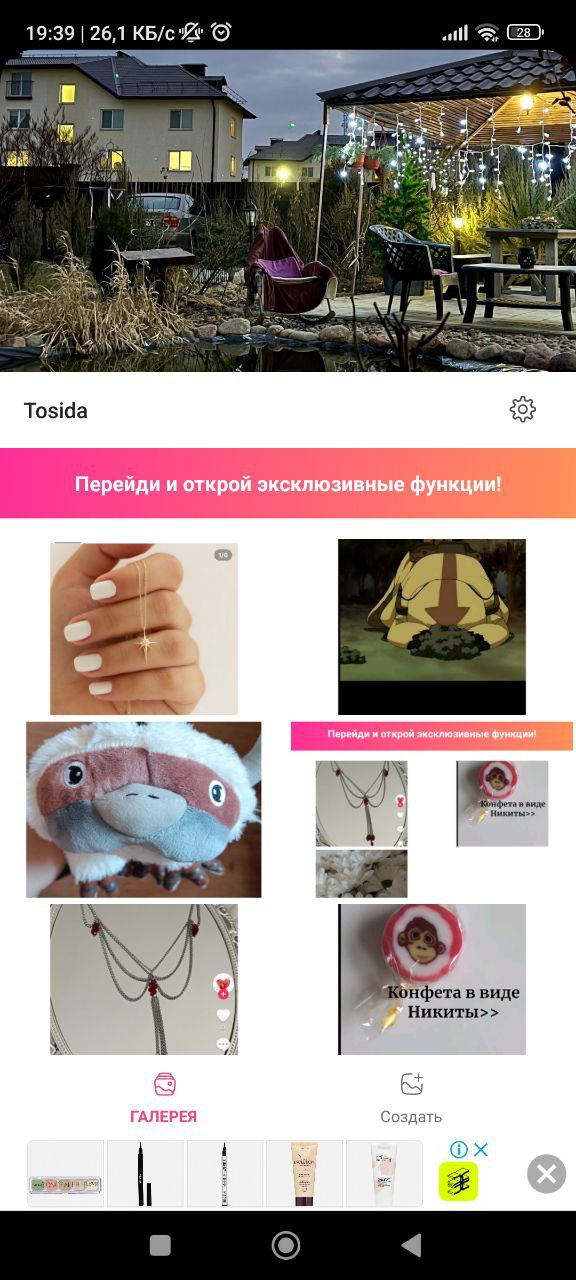 19:39 | 26,1 КБ/с
28
Tosida
Перейди и открой эксклюзивные функции!
1/6
Перейди и открой эксклюзивные функции!
Конфета в виде
Никиты>>
Конфета в виде
Никиты>>
ГАЛЕРЕЯ
Создать